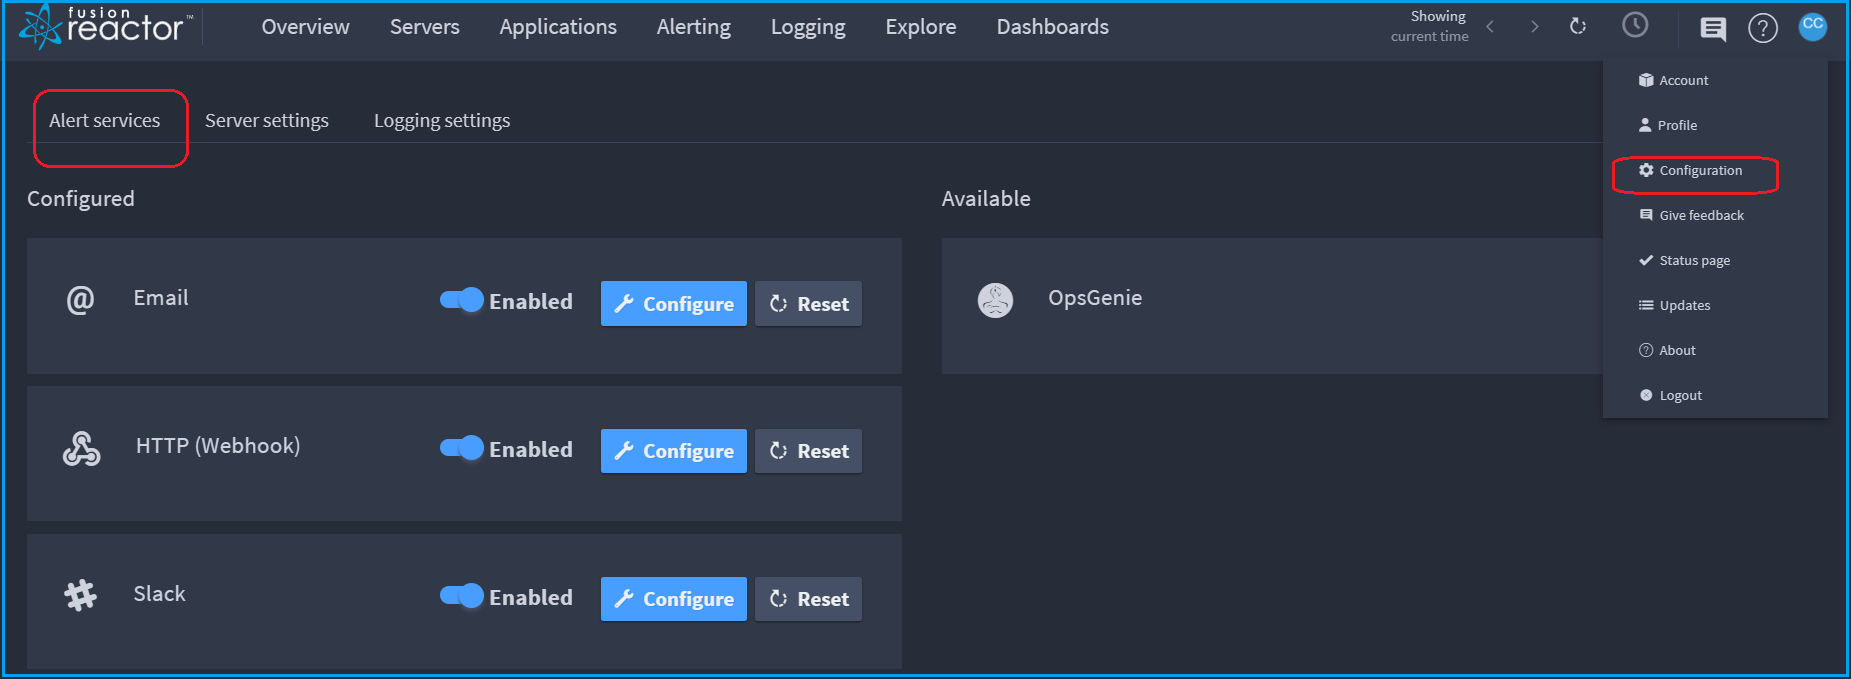 fusion
reactor™
Overview Servers Applications Alerting Logging Explore Dashboards
Showing
current time
? CC
Alert services Server settings Logging settings
Account
Profile
Configuration
Give feedback
Status page
Updates
? About
Logout
Configured
@ Email Enabled Configure Reset
HTTP (Webhook) Enabled Configure Reset
Slack Enabled Configure Reset
Available
OpsGenie